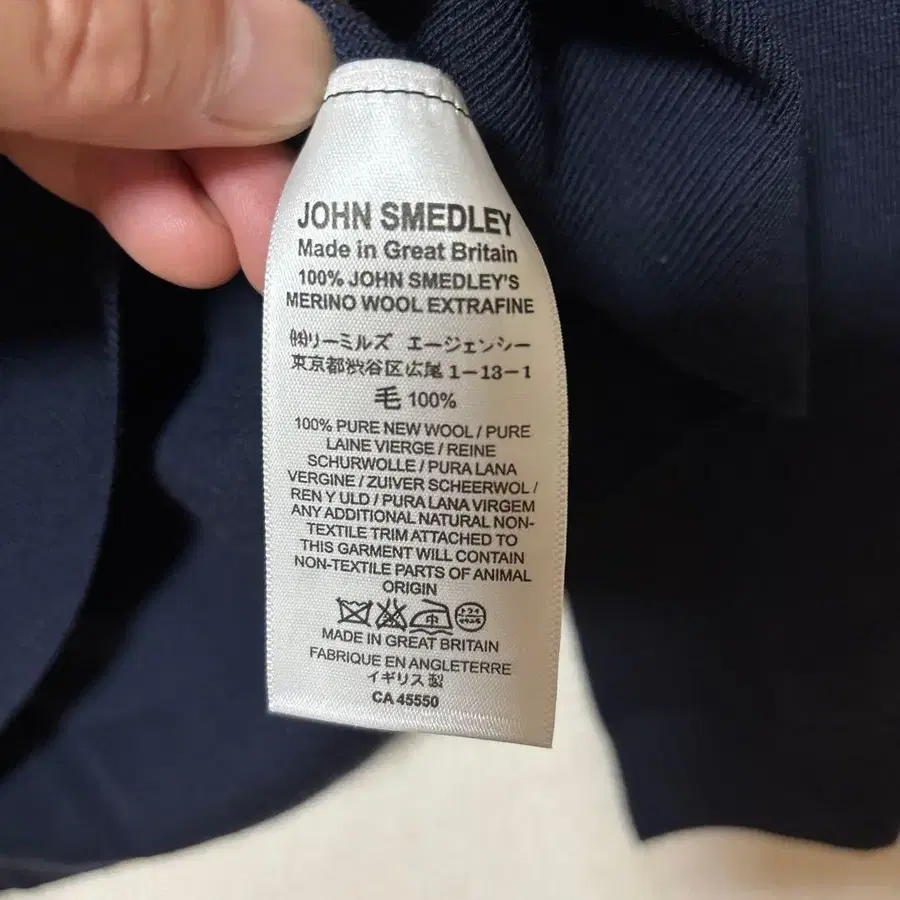 JOHN SMEDLEY
Made in Great Britain
100% JOHN SMEDLEY'S
MERINO WOOL EXTRAFINE
㈱リーミルズ エージェンシー
東京都渋谷区広尾1-13-1
毛 100%
100% PURE NEW WOOL / PURE
LAINE VIERGE / REINE
SCHURWOLLE / PURA LANA
VERGINE / ZUIVER SCHEERWOL /
REN Y ULD / PURA LANA VIRGEM
ANY ADDITIONAL NATURAL NON-
TEXTILE TRIM ATTACHED TO
THIS GARMENT WILL CONTAIN
NON-TEXTILE PARTS OF ANIMAL
ORIGIN
中
MADE IN GREAT BRITAIN
FABRIQUE EN ANGLETERRE
イギリス製
CA 45550